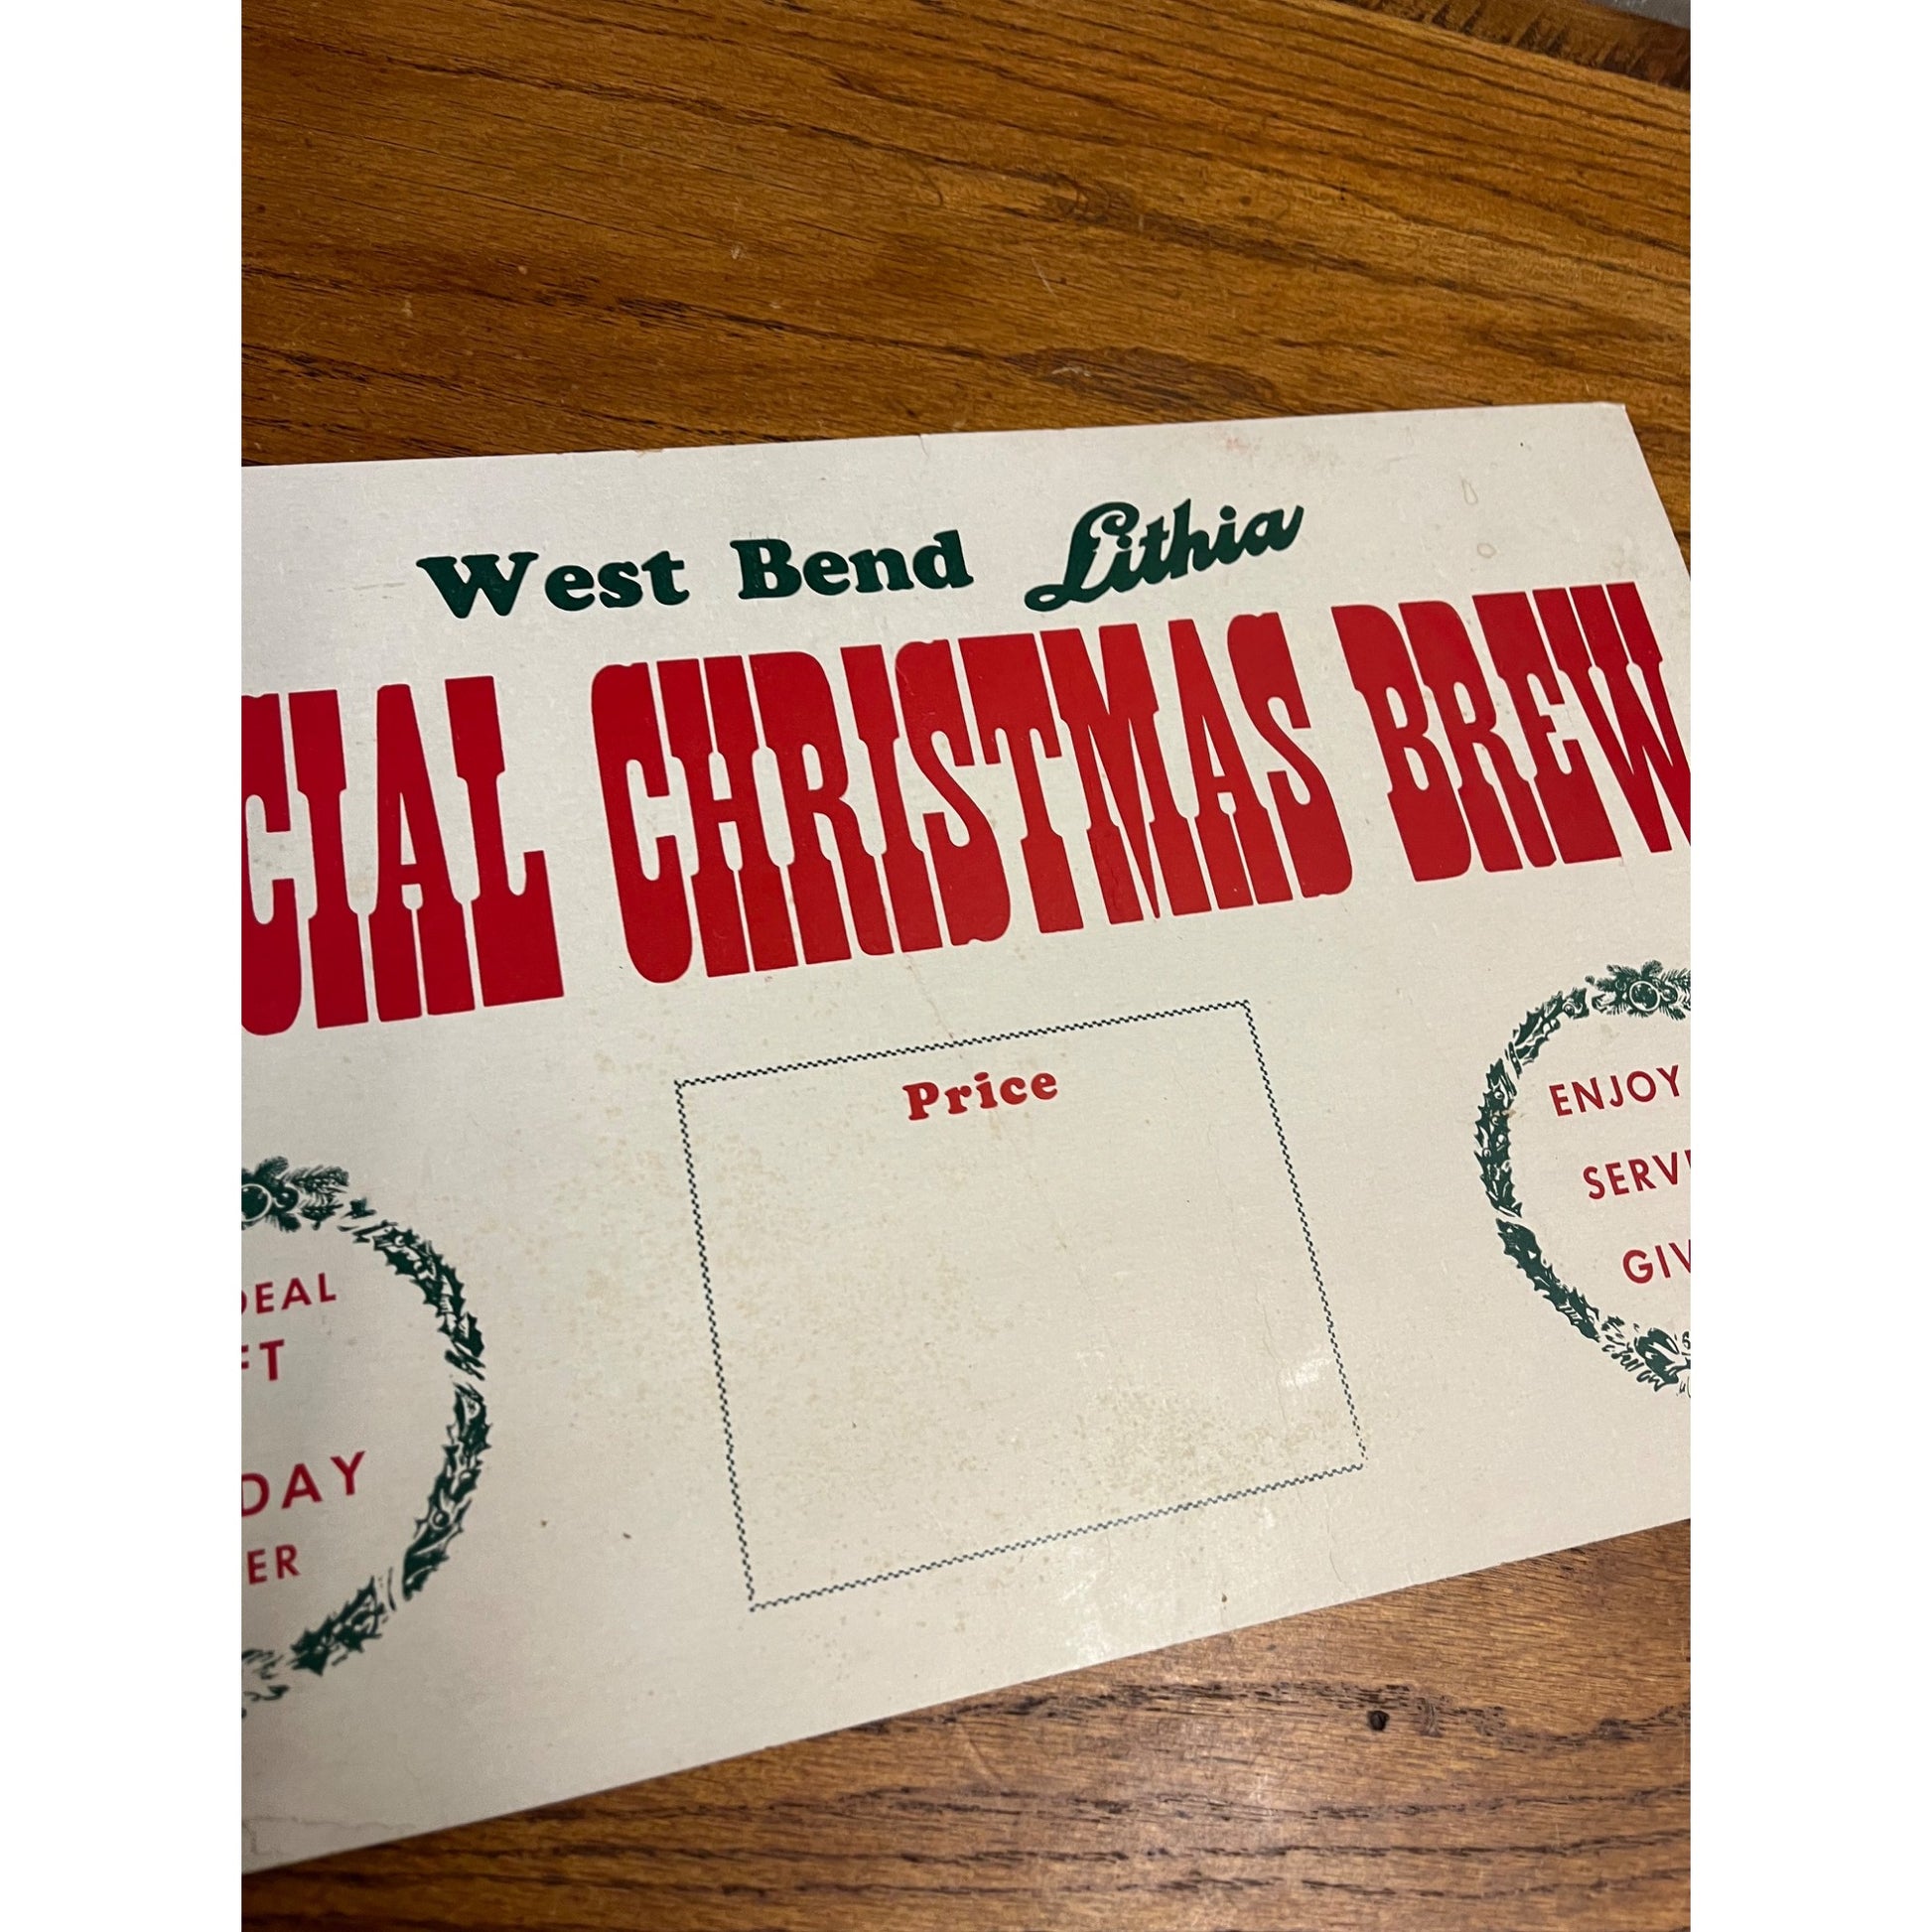 West Bend Lithia
CIAL CHRISTMAS BREW
Price
DEAL
FT
DAY
ER
ENJOY
SERV
GIV